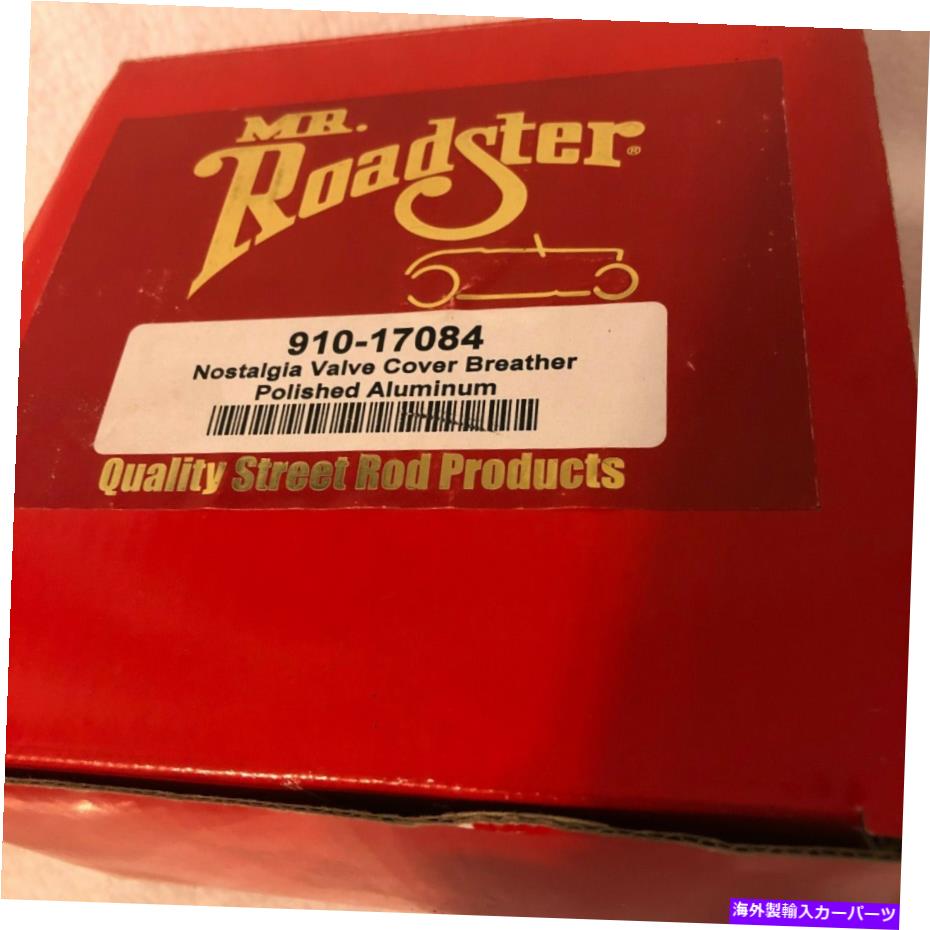 MR.
Roadster®
910-17084
Nostalgia Valve Cover Breather
Polished Aluminum
Quality Street Rod Products
海外製輸入カーパーツ